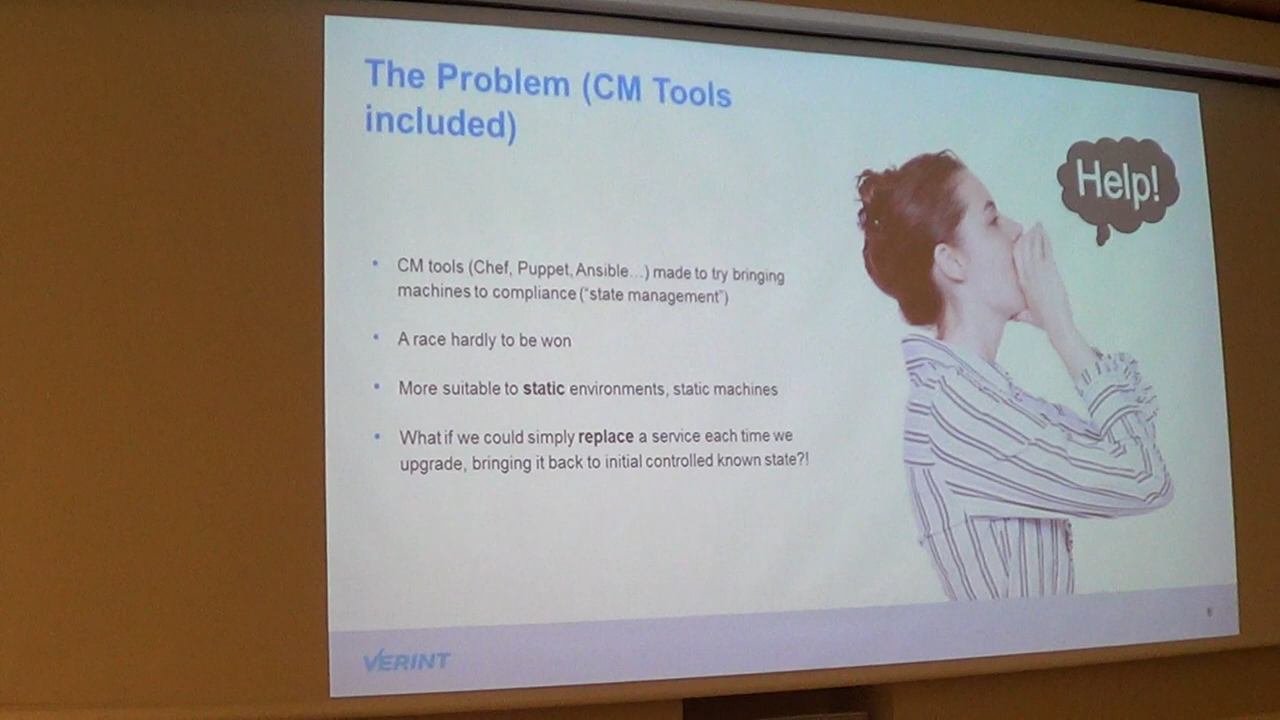 The Problem (CM Tools
included)
Help!
• CM tools (Chef, Puppet, Ansible...) made to try bringing
machines to compliance ("state management")
• A race hardly to be won
• More suitable to static environments, static machines
• What if we could simply replace a service each time we
upgrade, bringing it back to initial controlled known state?!
VERINT